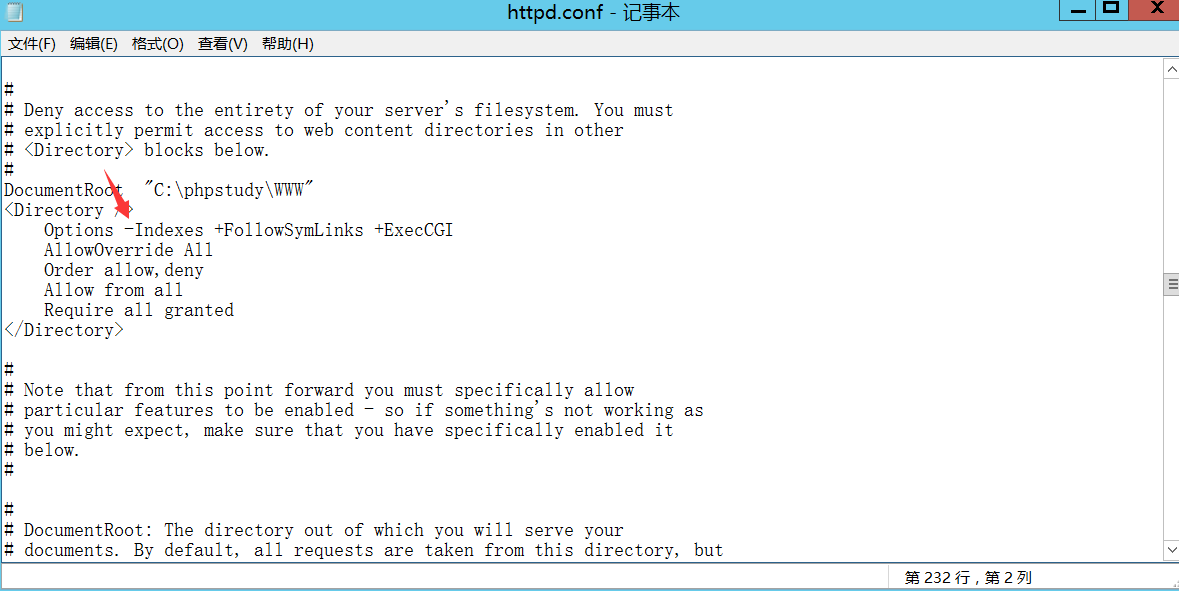 httpd.conf - 记事本
文件(F) 编辑(E) 格式(O) 查看(V) 帮助(H)
#
# Deny access to the entirety of your server's filesystem. You must
# explicitly permit access to web content directories in other
# <Directory> blocks below.
#
DocumentRoot  "C:\phpstudy\WWW"
<Directory />
    Options -Indexes +FollowSymLinks +ExecCGI
    AllowOverride All
    Order allow,deny
    Allow from all
    Require all granted
</Directory>
#
# Note that from this point forward you must specifically allow
# particular features to be enabled - so if something's not working as
# you might expect, make sure that you have specifically enabled it
# below.
#
#
# DocumentRoot: The directory out of which you will serve your
# documents. By default, all requests are taken from this directory, but
第 232 行，第 2 列